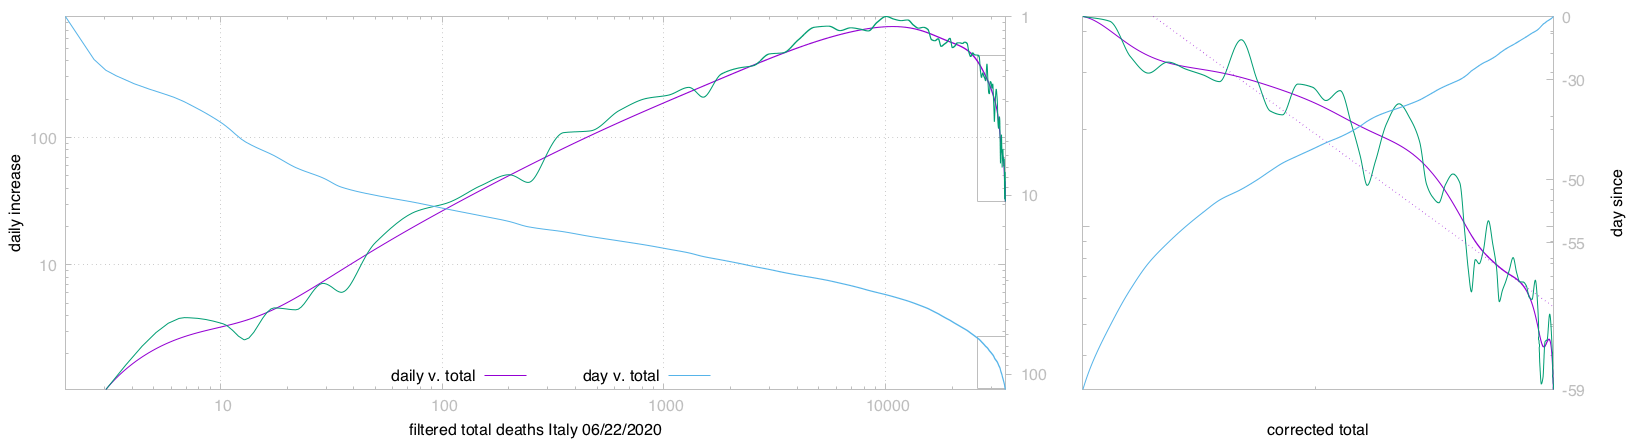 daily increase
100
10
daily v. total
day v. total
10
100
1000
10000
filtered total deaths Italy 06/22/2020
1
10
100
0
-30
-50
-55
-59
day since
corrected total